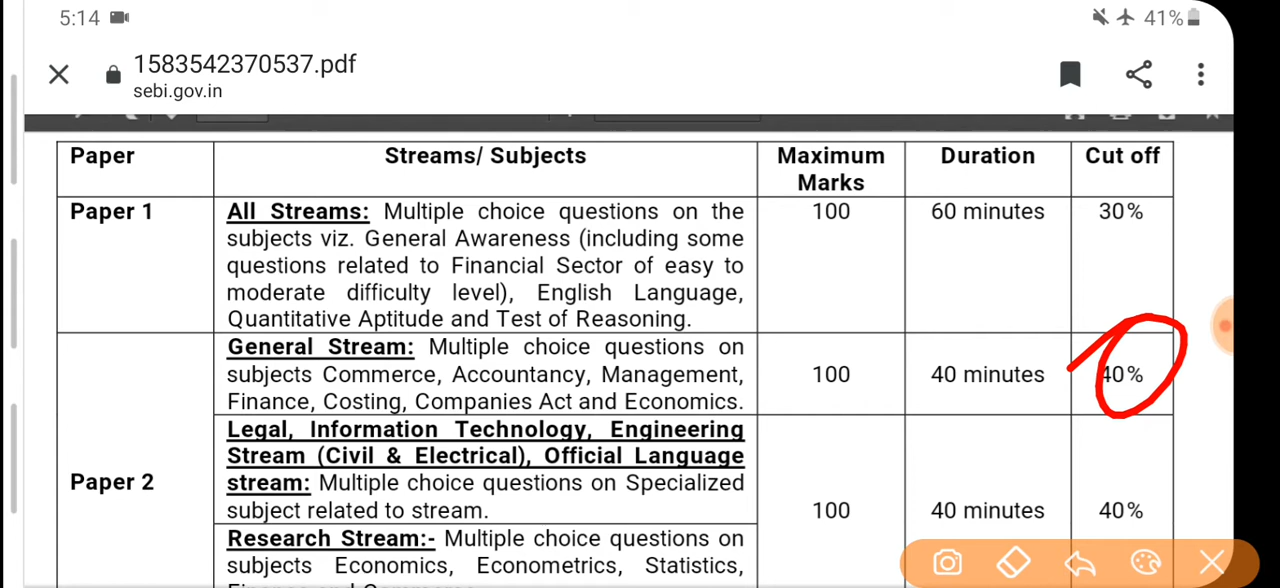 5:14
41%
1583542370537.pdf
sebi.gov.in
Paper Streams/ Subjects Maximum Marks Duration Cut off
Paper 1 All Streams: Multiple choice questions on the 100 60 minutes 30%
subjects viz. General Awareness (including some
questions related to Financial Sector of easy to
moderate difficulty level), English Language,
Quantitative Aptitude and Test of Reasoning.
General Stream: Multiple choice questions on
subjects Commerce, Accountancy, Management, 100 40 minutes 40%
Finance, Costing, Companies Act and Economics.
Legal, Information Technology, Engineering
Stream (Civil & Electrical), Official Language
Paper 2 stream: Multiple choice questions on Specialized
subject related to stream. 100 40 minutes 40%
Research Stream:- Multiple choice questions on
subjects Economics, Econometrics, Statistics,